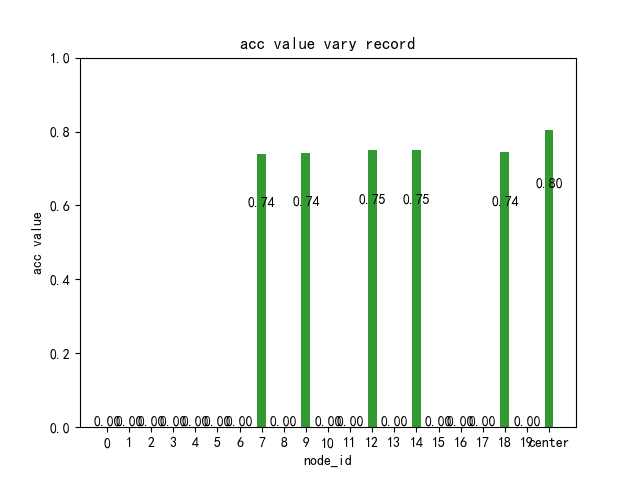 acc value vary record
1.0
0.8
0.6
0.4
0.2
0.0
acc value
0.00 0.00 0.00 0.00 0.00 0.00 0.00 0.74 0.00 0.74 0.00 0.00 0.75 0.00 0.75 0.00 0.00 0.00 0.74 0.00 0.80
0 1 2 3 4 5 6 7 8 9 10 11 12 13 14 15 16 17 18 19 center
node_id